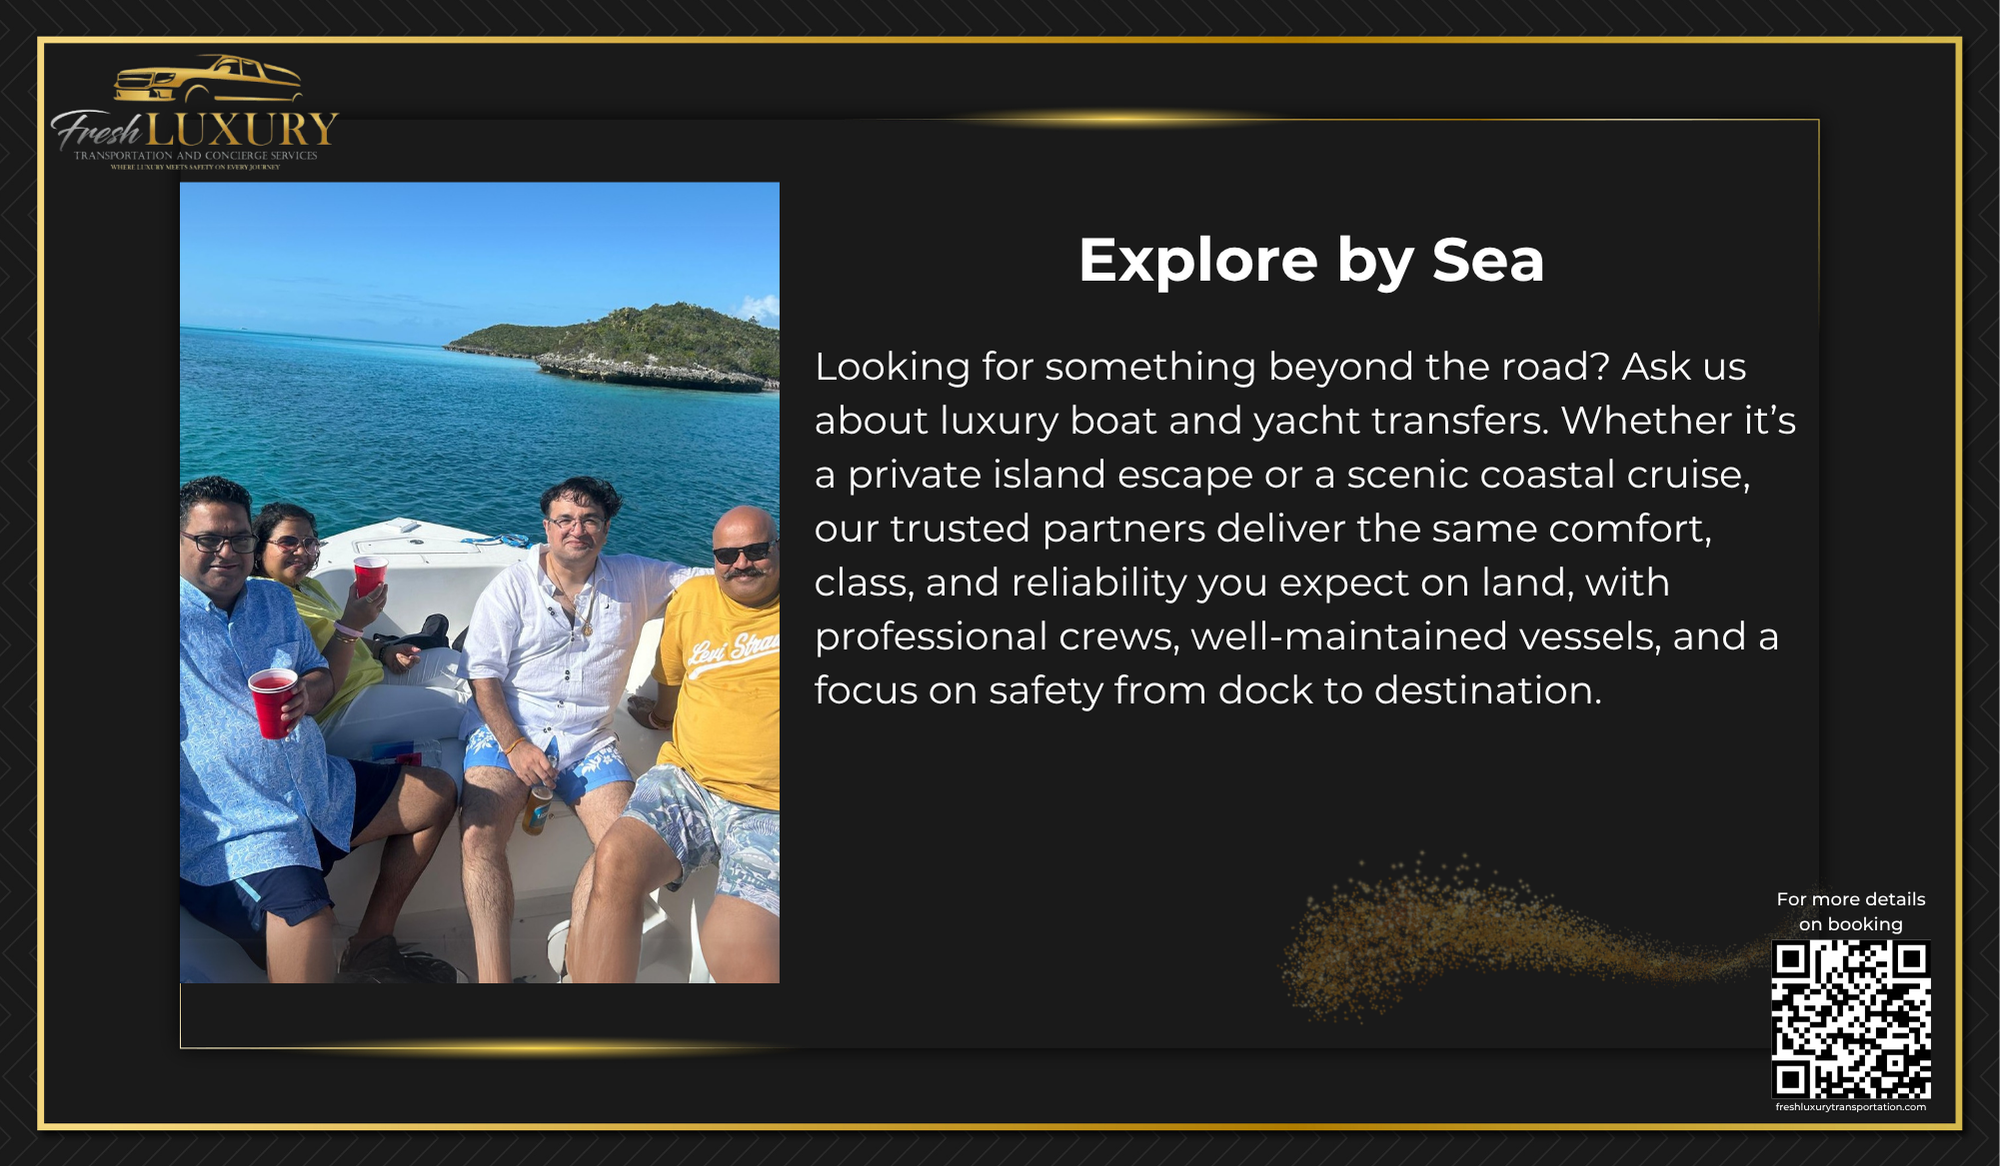 Fresh LUXURY
TRANSPORTATION AND CONCIERGE SERVICES
WHERE LUXURY MEETS SAFETY ON EVERY JOURNEY
Explore by Sea
Looking for something beyond the road? Ask us
about luxury boat and yacht transfers. Whether it’s
a private island escape or a scenic coastal cruise,
our trusted partners deliver the same comfort,
class, and reliability you expect on land, with
professional crews, well-maintained vessels, and a
focus on safety from dock to destination.
Levi Strau
For more details
on booking
freshluxurytransportation.com